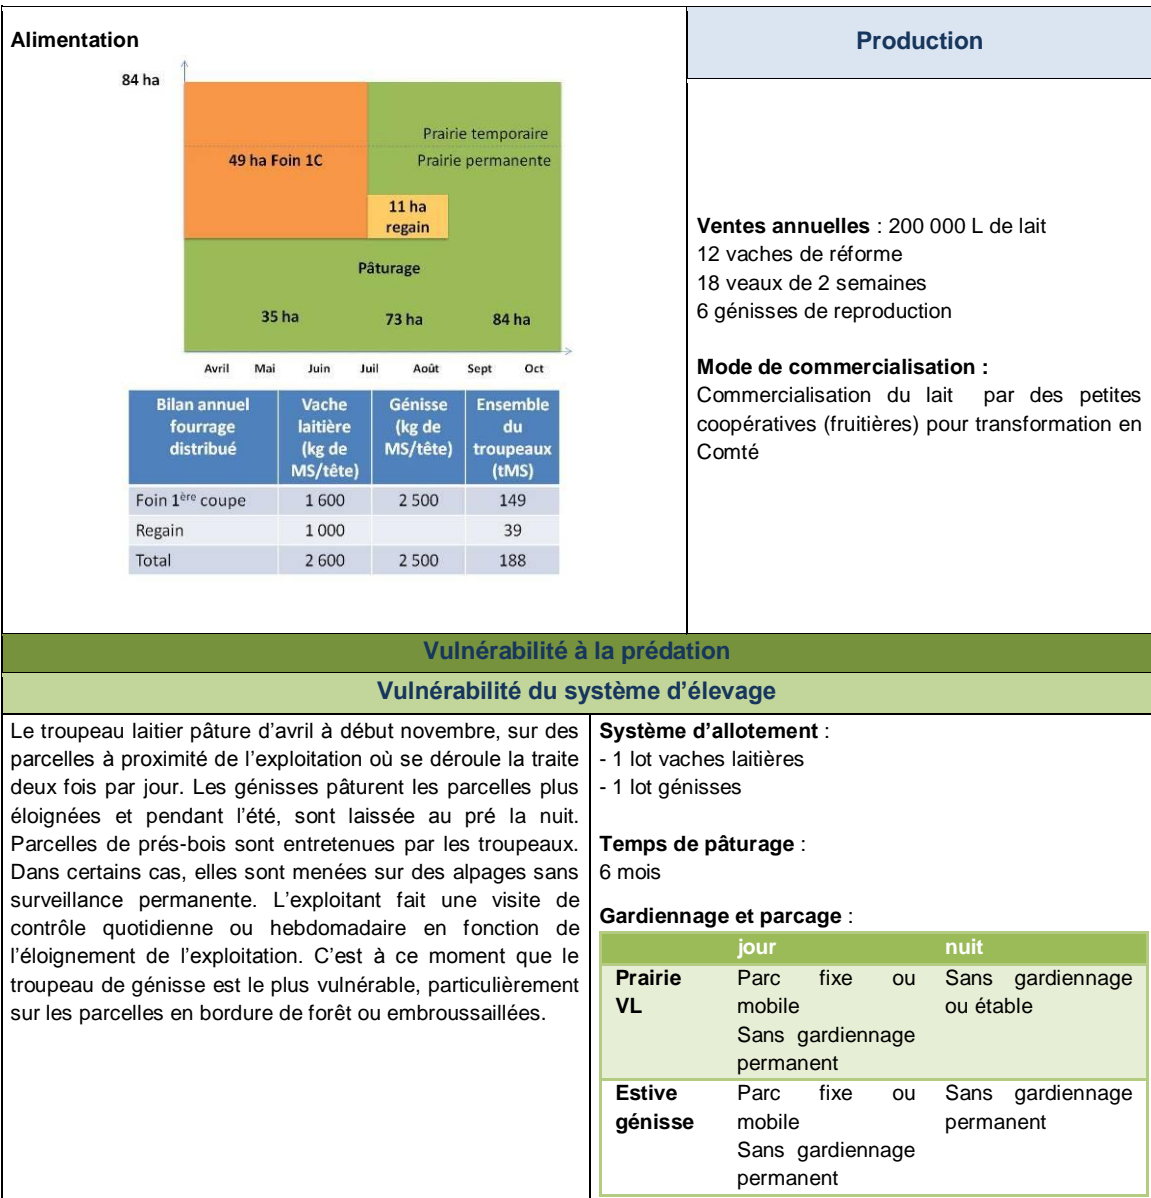 Alimentation
84 ha
Prairie temporaire
49 ha Foin 1C
Prairie permanente
11 ha
regain
Pâturage
35 ha
73 ha
84 ha
Avril Mai Juin Juil Août Sept Oct
Bilan annuel fourrage distribué | Vache laitière (kg de MS/tête) | Génisse (kg de MS/tête) | Ensemble du troupeaux (tMS)
Foin 1ère coupe 1 600 2 500 149
Regain 1 000 39
Total 2 600 2 500 188
Production
Ventes annuelles : 200 000 L de lait
12 vaches de réforme
18 veaux de 2 semaines
6 génisses de reproduction
Mode de commercialisation :
Commercialisation du lait par des petites
coopératives (fruitières) pour transformation en
Comté
Vulnérabilité à la prédation
Vulnérabilité du système d'élevage
Le troupeau laitier pâture d'avril à début novembre, sur des
parcelles à proximité de l'exploitation où se déroule la traite
deux fois par jour. Les génisses pâturent les parcelles plus
éloignées et pendant l'été, sont laissée au pré la nuit.
Parcelles de prés-bois sont entretenues par les troupeaux.
Dans certains cas, elles sont menées sur des alpages sans
surveillance permanente. L'exploitant fait une visite de
contrôle quotidienne ou hebdomadaire en fonction de
l'éloignement de l'exploitation. C'est à ce moment que le
troupeau de génisse est le plus vulnérable, particulièrement
sur les parcelles en bordure de forêt ou embroussaillées.
Système d'allotement :
- 1 lot vaches laitières
- 1 lot génisses
Temps de pâturage :
6 mois
Gardiennage et parcage :
jour nuit
Prairie Parc fixe ou Sans gardiennage
VL mobile ou étable
Sans gardiennage
permanent
Estive Parc fixe ou Sans gardiennage
génisse mobile permanent
Sans gardiennage
permanent